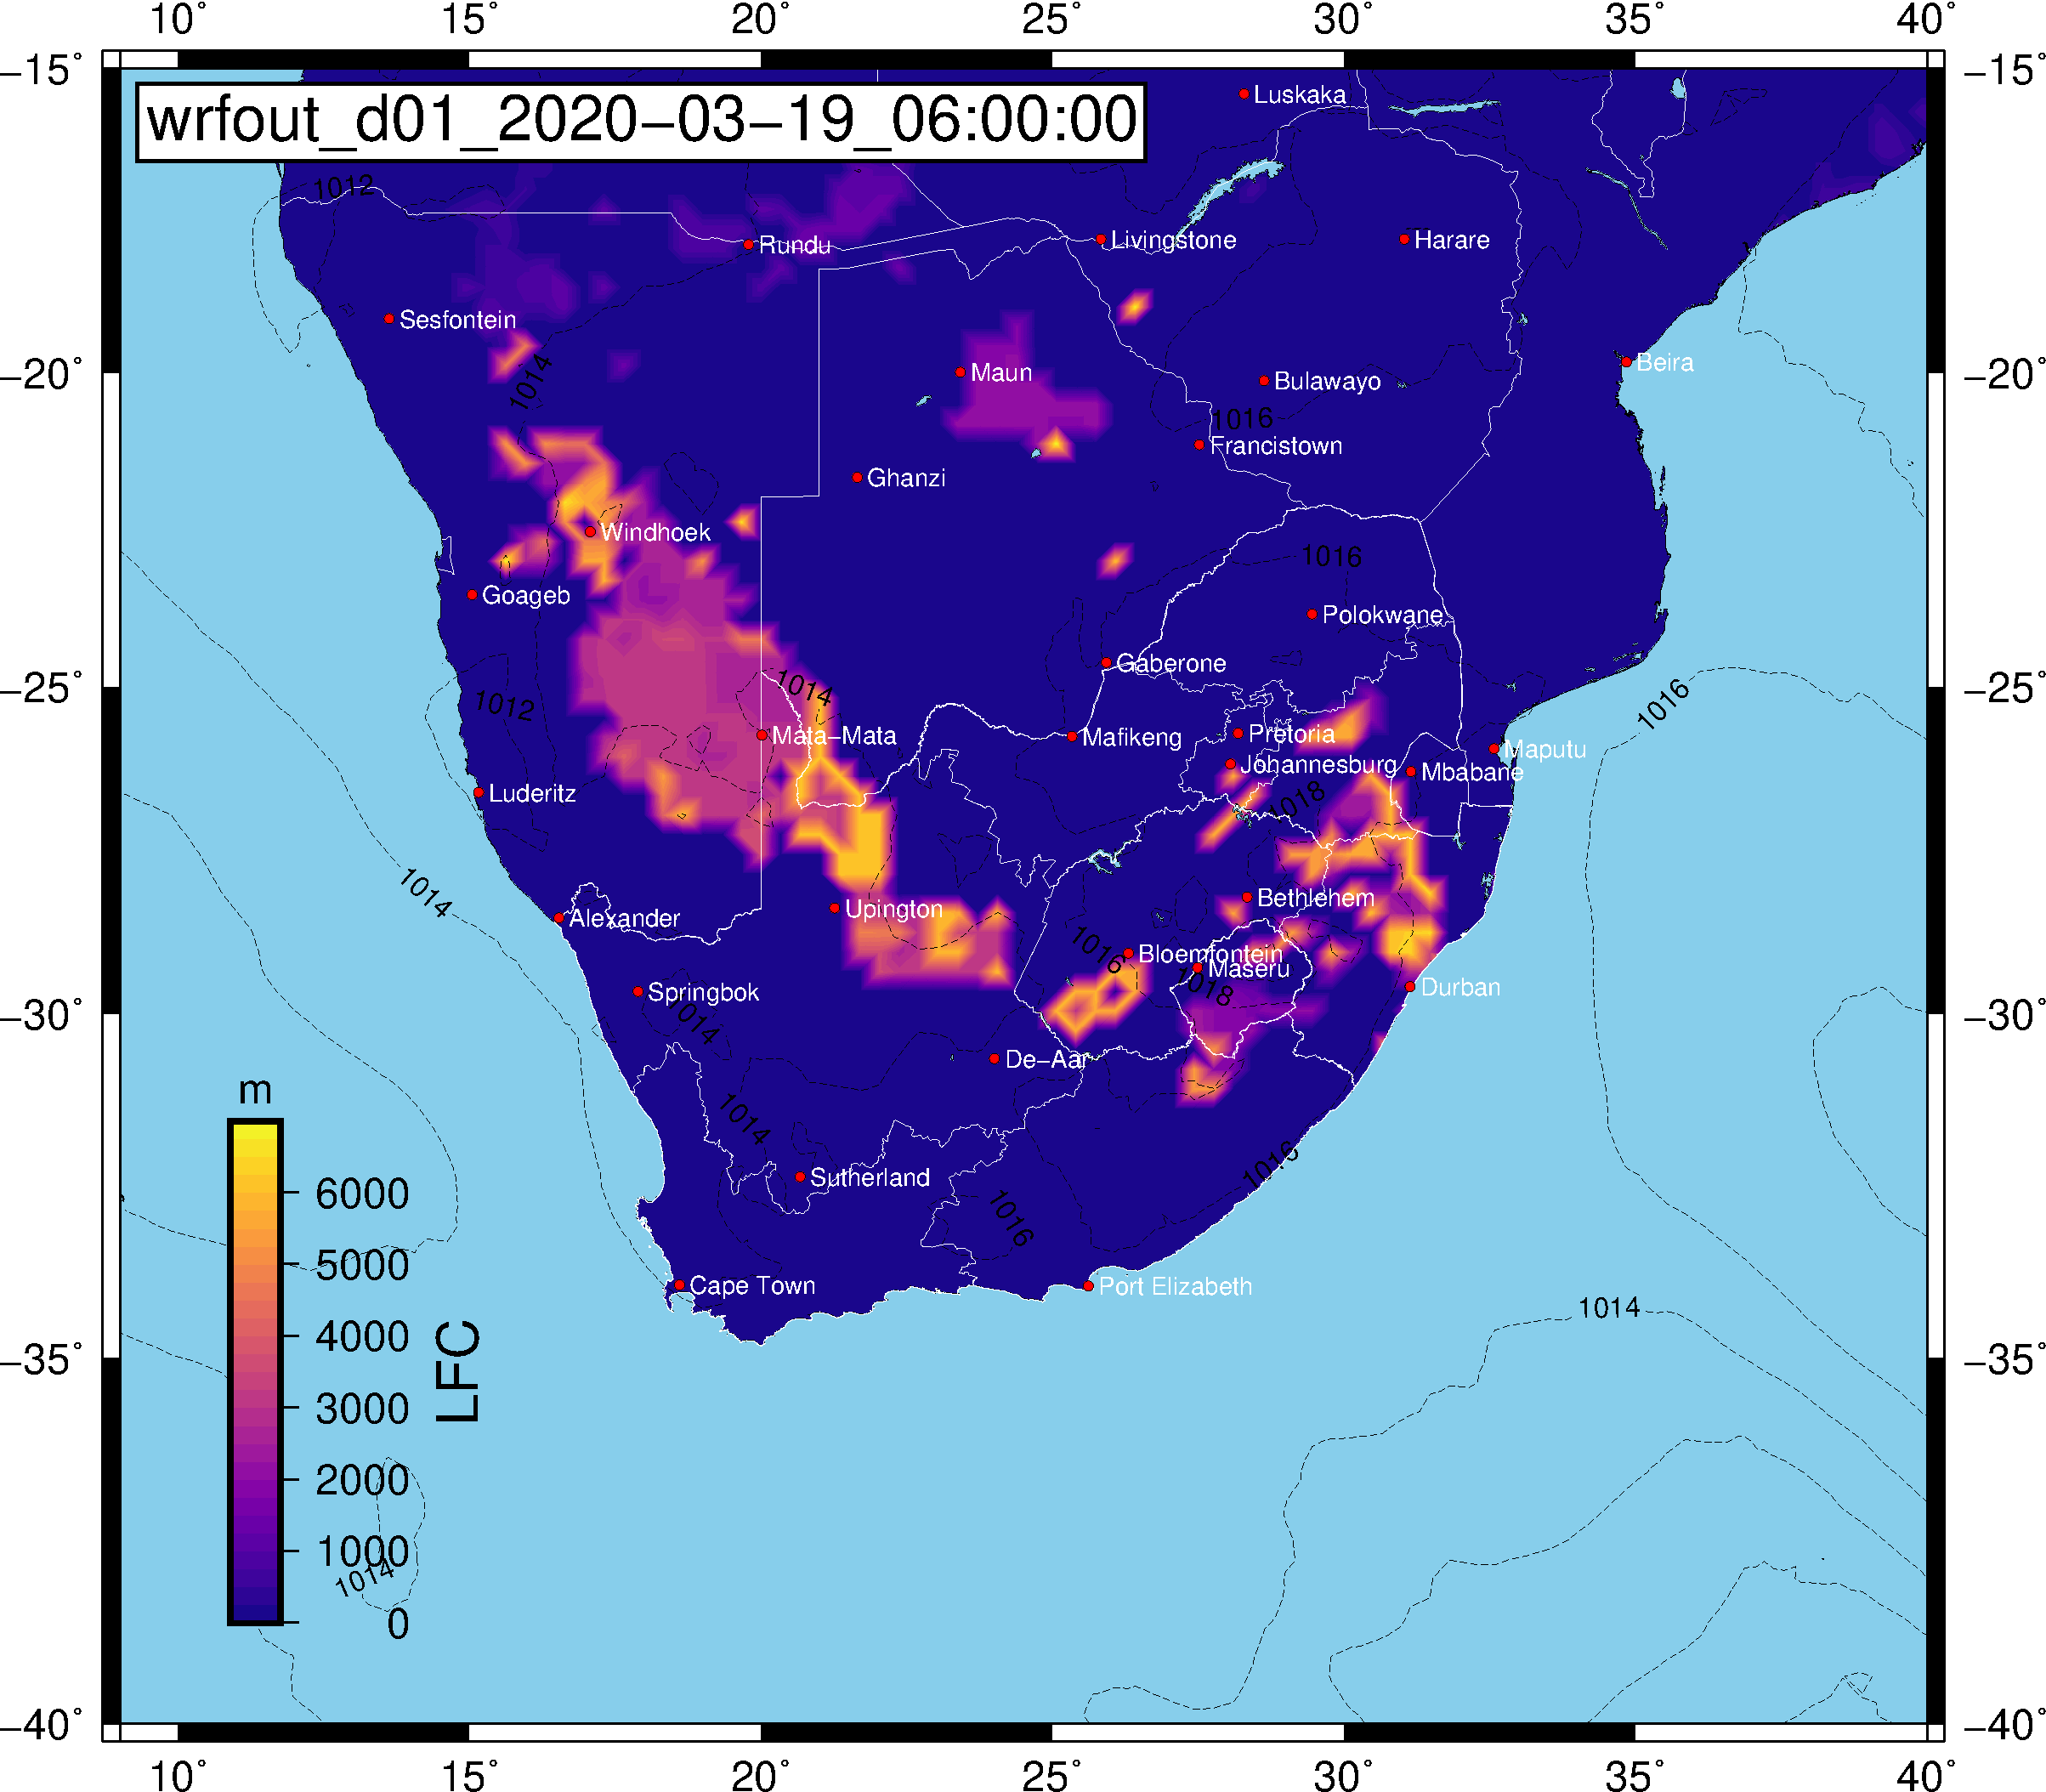 10° 15° 20° 25° 30° 35° 40°
−15° −15°
wrfout_d01_2020−03−19_06:00:00
Luskaka
1012
Rundu
Livingstone
Harare
Sesfontein
−20° −20°
Maun
Beira
1014
Bulawayo
1016
Francistown
Ghanzi
Windhoek
1016
Goageb
Polokwane
Gaberone
−25° −25°
1014
1012
1016
Mata−Mata
Mafikeng
Pretoria
Maputu
Johannesburg
Mbabane
Luderitz
1018
1014
Bethlehem
Upington
Alexander
1016
Bloemfontein
Maseru
1018
Durban
Springbok
−30° −30°
1014
De−Aar
m
1014
1016
Sutherland
6000
1016
5000
Cape Town
Port Elizabeth
1014
4000
LFC
−35° −35°
3000
2000
1000
1014
0
−40° −40°
10° 15° 20° 25° 30° 35° 40°